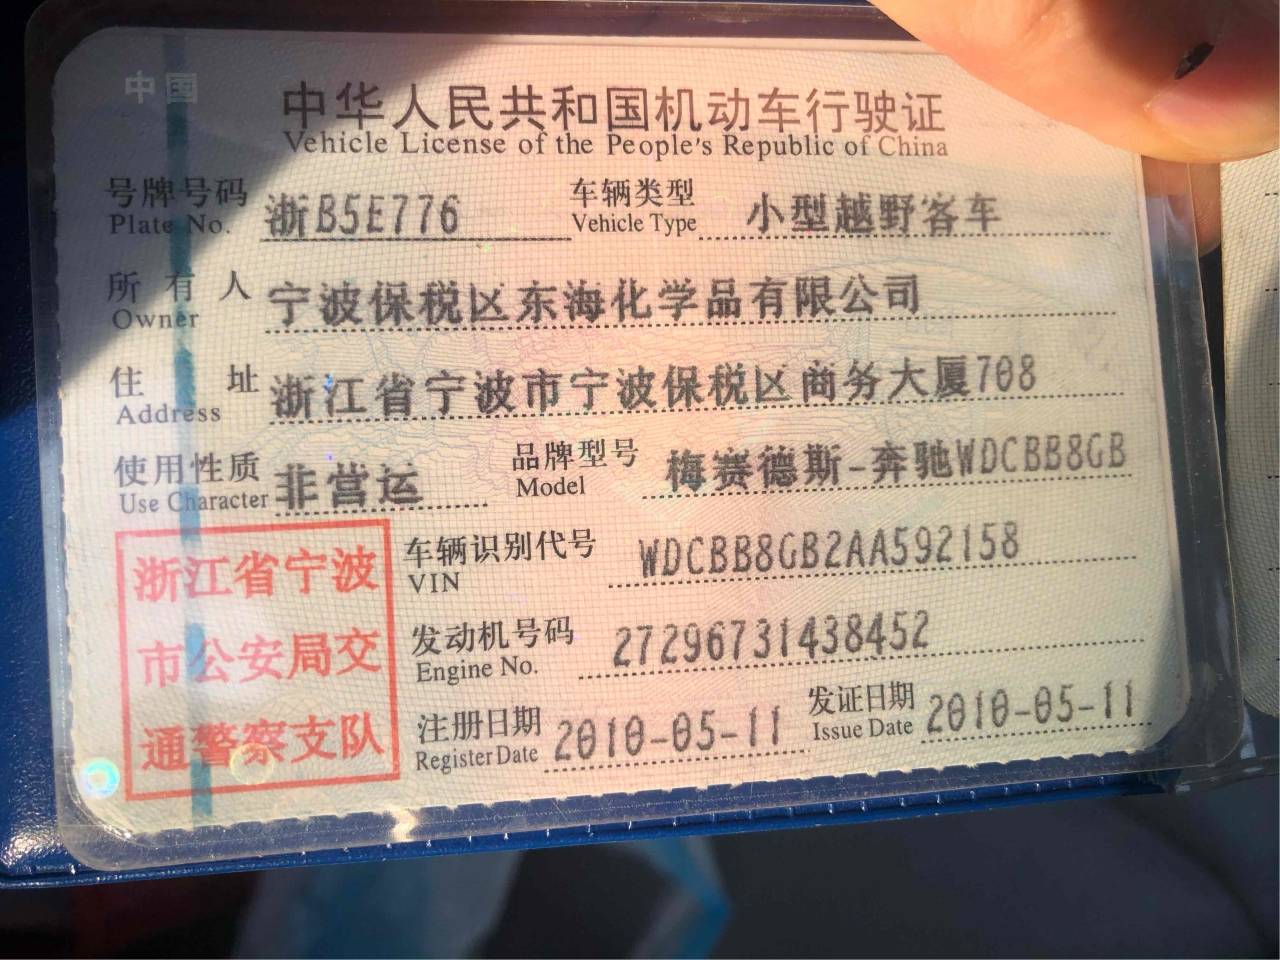 中国
中华人民共和国机动车行驶证
Vehicle License of the People's Republic of China
号牌号码 浙B5E776 车辆类型 小型越野客车
Plate No. Vehicle Type
所有人 宁波保税区东海化学品有限公司
Owner
住址 浙江省宁波市宁波保税区商务大厦708
Address
使用性质 非营运 品牌型号 梅赛德斯-奔驰WDCBB8GB
Use Character Model
浙江省宁波
市公安局交
通警察支队
车辆识别代号 WDCBB8GB2AA592158
VIN
发动机号码 27296731438452
Engine No.
注册日期 2010-05-11 发证日期 2010-05-11
Register Date Issue Date